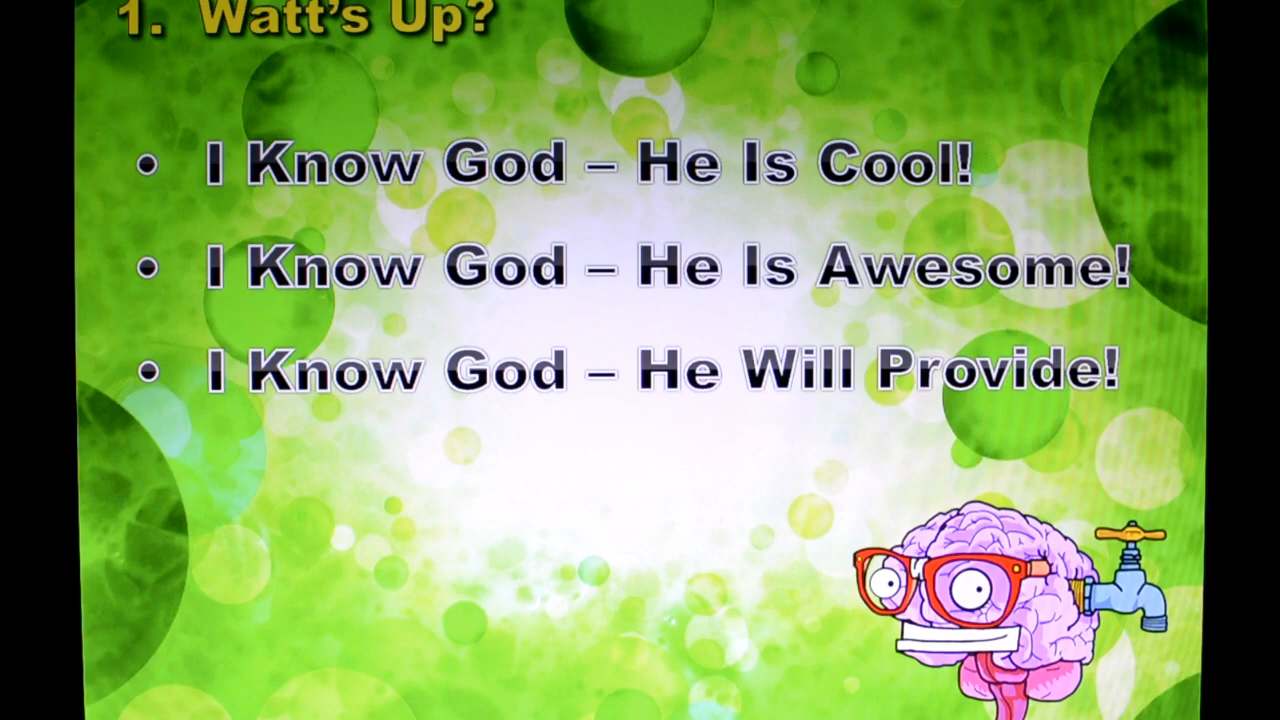 1. Watt's Up?
• I Know God – He Is Cool!
• I Know God – He Is Awesome!
• I Know God – He Will Provide!